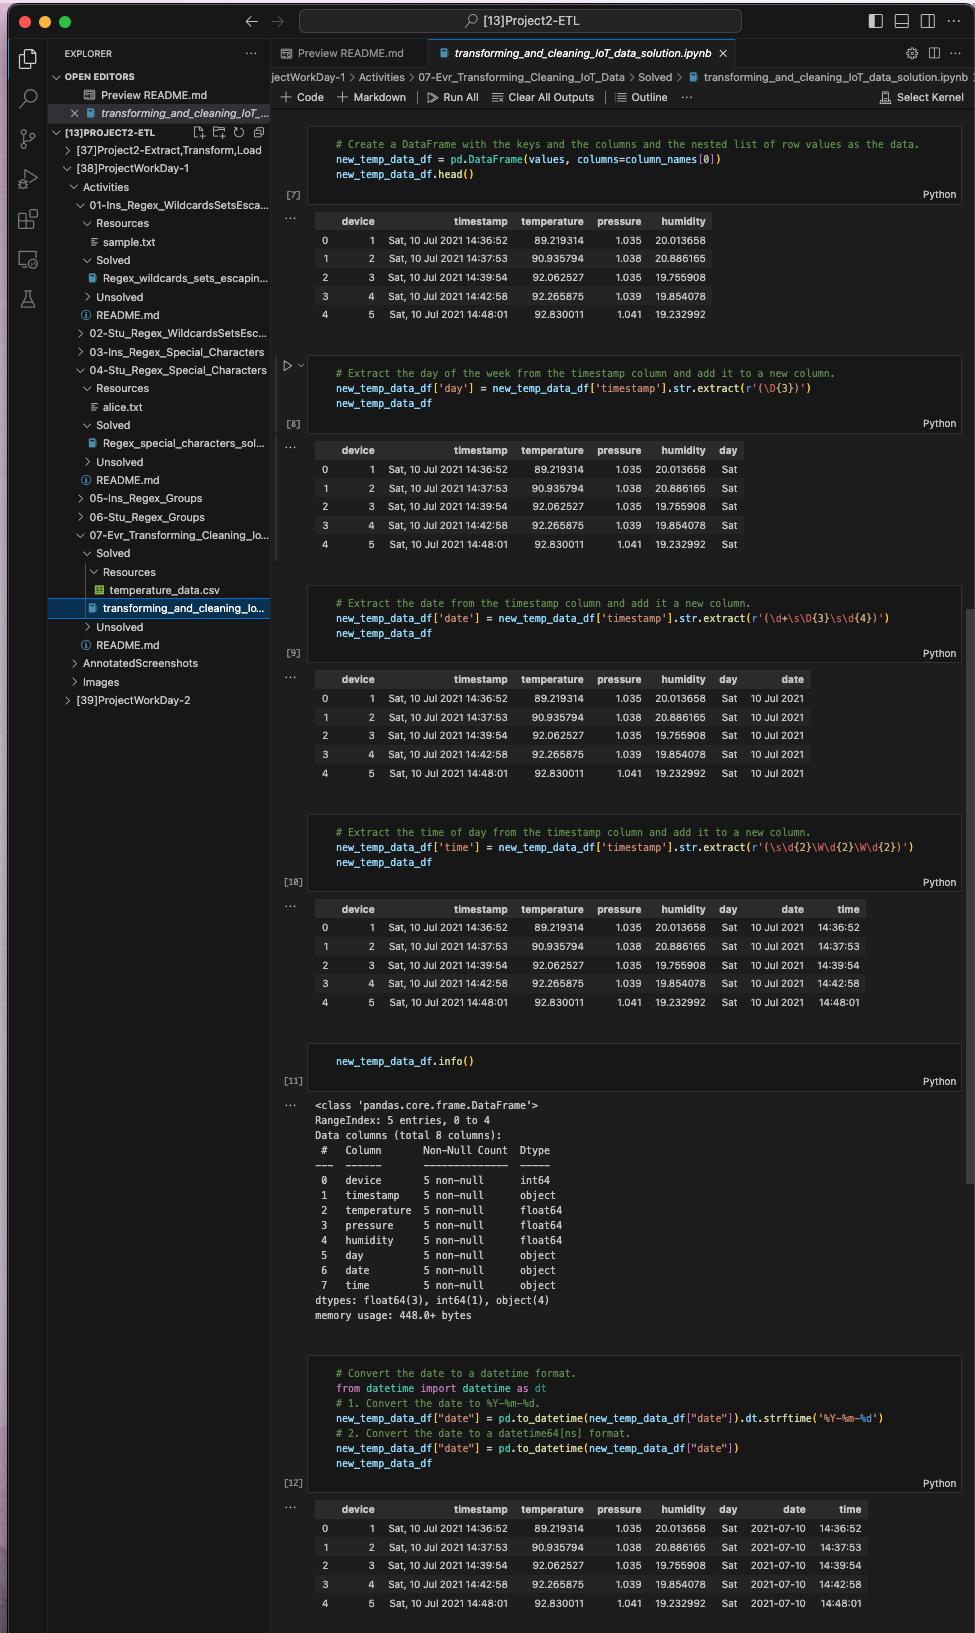 [13]Project2-ETL
EXPLORER
OPEN EDITORS
Preview README.md
transforming_and_cleaning_IoT_...
[13]PROJECT2-ETL
[37]Project2-Extract,Transform,Load
[38]ProjectWorkDay-1
Activities
01-Ins_Regex_WildcardsSetsEsca...
Resources
sample.txt
Solved
Regex_wildcards_sets_escapin...
Unsolved
README.md
02-Stu_Regex_WildcardsSetsEsc...
03-Ins_Regex_Special_Characters
04-Stu_Regex_Special_Characters
Resources
alice.txt
Solved
Regex_special_characters_sol...
Unsolved
README.md
05-Ins_Regex_Groups
06-Stu_Regex_Groups
07-Evr_Transforming_Cleaning_Io...
Solved
Resources
temperature_data.csv
transforming_and_cleaning_Io...
Unsolved
README.md
AnnotatedScreenshots
Images
[39]ProjectWorkDay-2
Preview README.md transforming_and_cleaning_IoT_data_solution.ipynb
jectWorkDay-1 > Activities > 07-Evr_Transforming_Cleaning_IoT_Data > Solved > transforming_and_cleaning_IoT_data_solution.ipynb
+ Code + Markdown | Run All Clear All Outputs | Outline ... Select Kernel
# Create a DataFrame with the keys and the columns and the nested list of row values as the data.
new_temp_data_df = pd.DataFrame(values, columns=column_names[0])
new_temp_data_df.head()
[7] Python
device timestamp temperature pressure humidity
0 1 Sat, 10 Jul 2021 14:36:52 89.219314 1.035 20.013658
1 2 Sat, 10 Jul 2021 14:37:53 90.935794 1.038 20.886165
2 3 Sat, 10 Jul 2021 14:39:54 92.062527 1.035 19.755908
3 4 Sat, 10 Jul 2021 14:42:58 92.265875 1.039 19.854078
4 5 Sat, 10 Jul 2021 14:48:01 92.830011 1.041 19.232992
# Extract the day of the week from the timestamp column and add it to a new column.
new_temp_data_df['day'] = new_temp_data_df['timestamp'].str.extract(r'(\D{3})')
new_temp_data_df
[8] Python
device timestamp temperature pressure humidity day
0 1 Sat, 10 Jul 2021 14:36:52 89.219314 1.035 20.013658 Sat
1 2 Sat, 10 Jul 2021 14:37:53 90.935794 1.038 20.886165 Sat
2 3 Sat, 10 Jul 2021 14:39:54 92.062527 1.035 19.755908 Sat
3 4 Sat, 10 Jul 2021 14:42:58 92.265875 1.039 19.854078 Sat
4 5 Sat, 10 Jul 2021 14:48:01 92.830011 1.041 19.232992 Sat
# Extract the date from the timestamp column and add it a new column.
new_temp_data_df['date'] = new_temp_data_df['timestamp'].str.extract(r'(\d+\s\D{3}\s\d{4})')
new_temp_data_df
[9] Python
device timestamp temperature pressure humidity day date
0 1 Sat, 10 Jul 2021 14:36:52 89.219314 1.035 20.013658 Sat 10 Jul 2021
1 2 Sat, 10 Jul 2021 14:37:53 90.935794 1.038 20.886165 Sat 10 Jul 2021
2 3 Sat, 10 Jul 2021 14:39:54 92.062527 1.035 19.755908 Sat 10 Jul 2021
3 4 Sat, 10 Jul 2021 14:42:58 92.265875 1.039 19.854078 Sat 10 Jul 2021
4 5 Sat, 10 Jul 2021 14:48:01 92.830011 1.041 19.232992 Sat 10 Jul 2021
# Extract the time of day from the timestamp column and add it to a new column.
new_temp_data_df['time'] = new_temp_data_df['timestamp'].str.extract(r'(\s\d{2}\W\d{2}\W\d{2})')
new_temp_data_df
[10] Python
device timestamp temperature pressure humidity day date time
0 1 Sat, 10 Jul 2021 14:36:52 89.219314 1.035 20.013658 Sat 10 Jul 2021 14:36:52
1 2 Sat, 10 Jul 2021 14:37:53 90.935794 1.038 20.886165 Sat 10 Jul 2021 14:37:53
2 3 Sat, 10 Jul 2021 14:39:54 92.062527 1.035 19.755908 Sat 10 Jul 2021 14:39:54
3 4 Sat, 10 Jul 2021 14:42:58 92.265875 1.039 19.854078 Sat 10 Jul 2021 14:42:58
4 5 Sat, 10 Jul 2021 14:48:01 92.830011 1.041 19.232992 Sat 10 Jul 2021 14:48:01
new_temp_data_df.info()
[11] Python
<class 'pandas.core.frame.DataFrame'>
RangeIndex: 5 entries, 0 to 4
Data columns (total 8 columns):
# Column Non-Null Count Dtype
--- ------ -------------- -----
0 device 5 non-null int64
1 timestamp 5 non-null object
2 temperature 5 non-null float64
3 pressure 5 non-null float64
4 humidity 5 non-null float64
5 day 5 non-null object
6 date 5 non-null object
7 time 5 non-null object
dtypes: float64(3), int64(1), object(4)
memory usage: 448.0+ bytes
# Convert the date to a datetime format.
from datetime import datetime as dt
# 1. Convert the date to %Y-%m-%d.
new_temp_data_df["date"] = pd.to_datetime(new_temp_data_df["date"]).dt.strftime('%Y-%m-%d')
# 2. Convert the date to a datetime64[ns] format.
new_temp_data_df["date"] = pd.to_datetime(new_temp_data_df["date"])
new_temp_data_df
[12] Python
device timestamp temperature pressure humidity day date time
0 1 Sat, 10 Jul 2021 14:36:52 89.219314 1.035 20.013658 Sat 2021-07-10 14:36:52
1 2 Sat, 10 Jul 2021 14:37:53 90.935794 1.038 20.886165 Sat 2021-07-10 14:37:53
2 3 Sat, 10 Jul 2021 14:39:54 92.062527 1.035 19.755908 Sat 2021-07-10 14:39:54
3 4 Sat, 10 Jul 2021 14:42:58 92.265875 1.039 19.854078 Sat 2021-07-10 14:42:58
4 5 Sat, 10 Jul 2021 14:48:01 92.830011 1.041 19.232992 Sat 2021-07-10 14:48:01